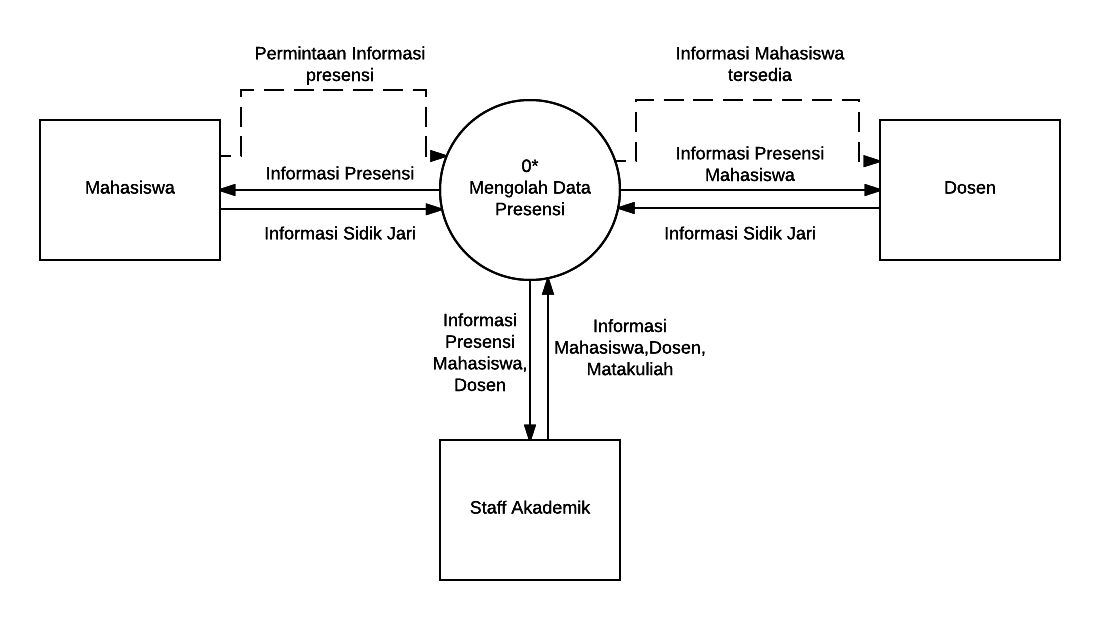 Permintaan Informasi
presensi
Informasi Mahasiswa
tersedia
Mahasiswa
Informasi Presensi
Informasi Sidik Jari
0*
Mengolah Data
Presensi
Informasi Presensi
Mahasiswa
Informasi Sidik Jari
Dosen
Informasi
Presensi
Mahasiswa,
Dosen
Informasi
Mahasiswa,Dosen,
Matakuliah
Staff Akademik